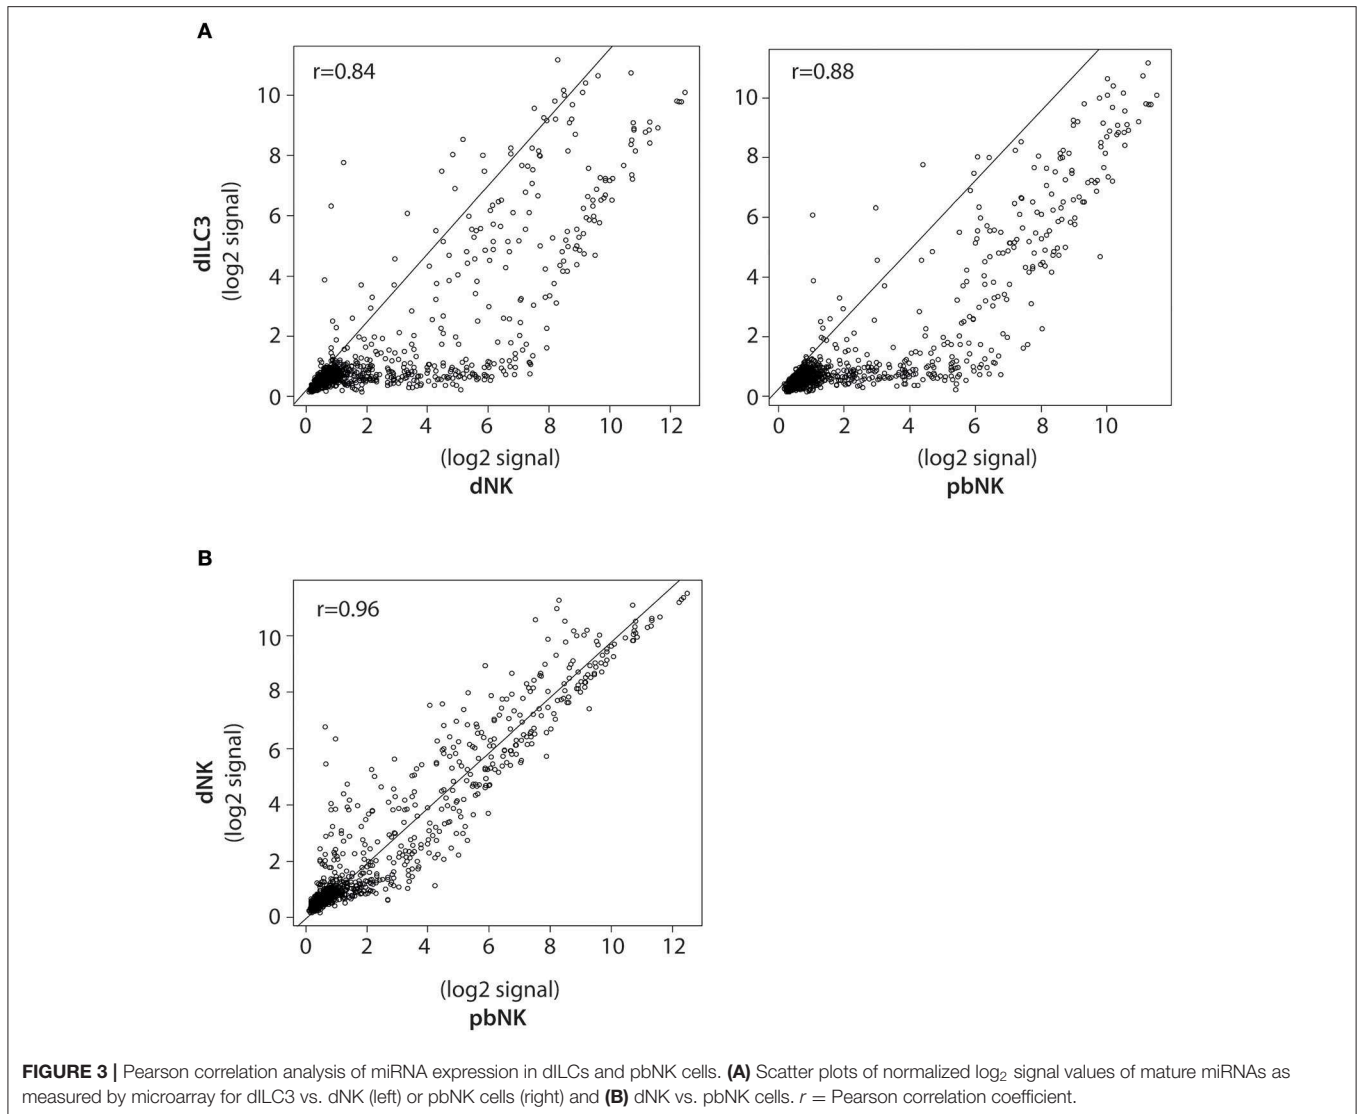 A
r=0.84
10
8
6
4
2
0
dILC3
(log2 signal)
0 2 4 6 8 10 12
(log2 signal)
dNK
r=0.88
10
8
6
4
2
0
0 2 4 6 8 10
(log2 signal)
pbNK
B
r=0.96
10
8
6
4
2
0
dNK
(log2 signal)
0 2 4 6 8 10 12
(log2 signal)
pbNK
FIGURE 3 | Pearson correlation analysis of miRNA expression in dILCs and pbNK cells. (A) Scatter plots of normalized log₂ signal values of mature miRNAs as
measured by microarray for dILC3 vs. dNK (left) or pbNK cells (right) and (B) dNK vs. pbNK cells. r = Pearson correlation coefficient.